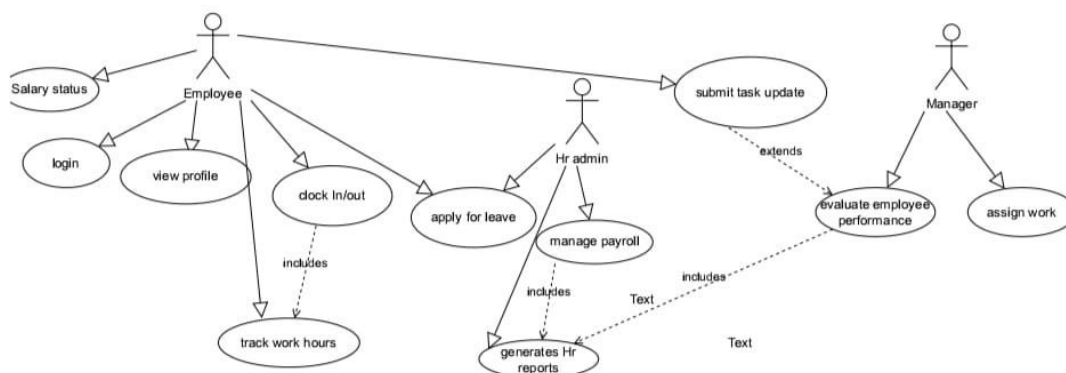 Salary status
Employee
submit task update
Manager
login
view profile
clock In/out
Hr admin
extends
apply for leave
evaluate employee
performance
assign work
manage payroll
includes
includes
includes
Text
track work hours
generates Hr
reports
Text